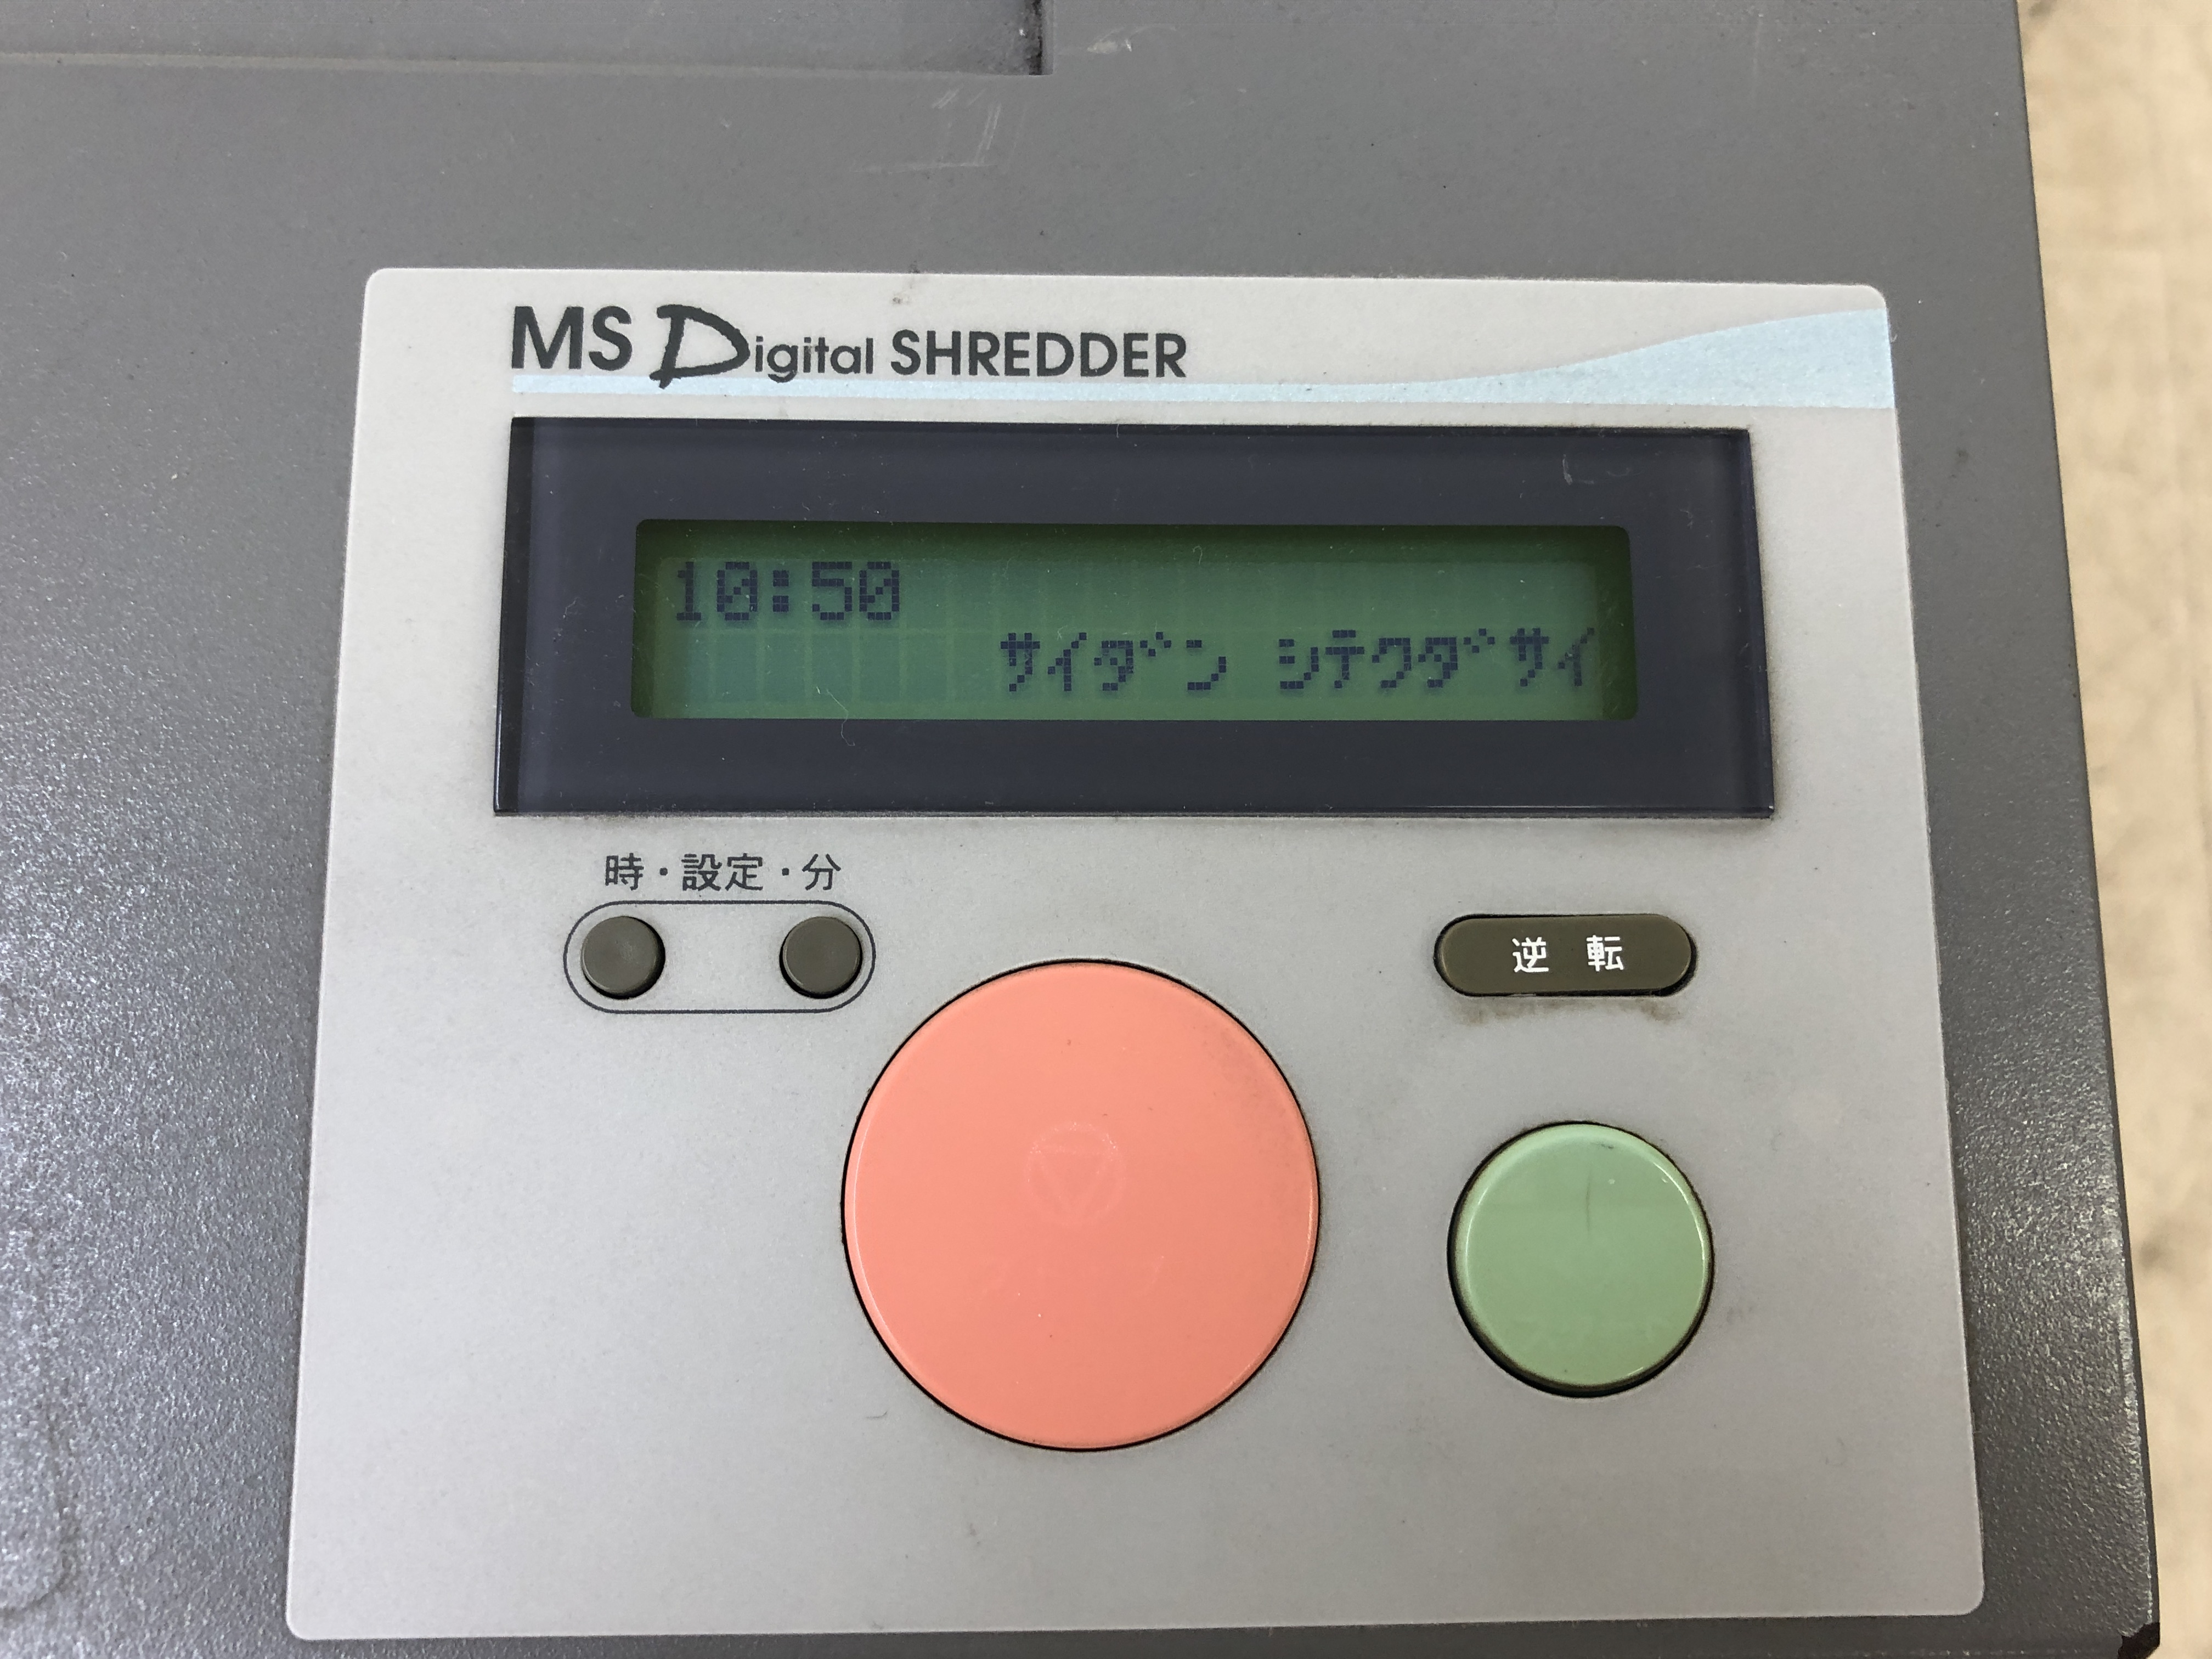 MS Digital SHREDDER
10:50
サイダン シテクダサイ
時・設定・分
逆 転